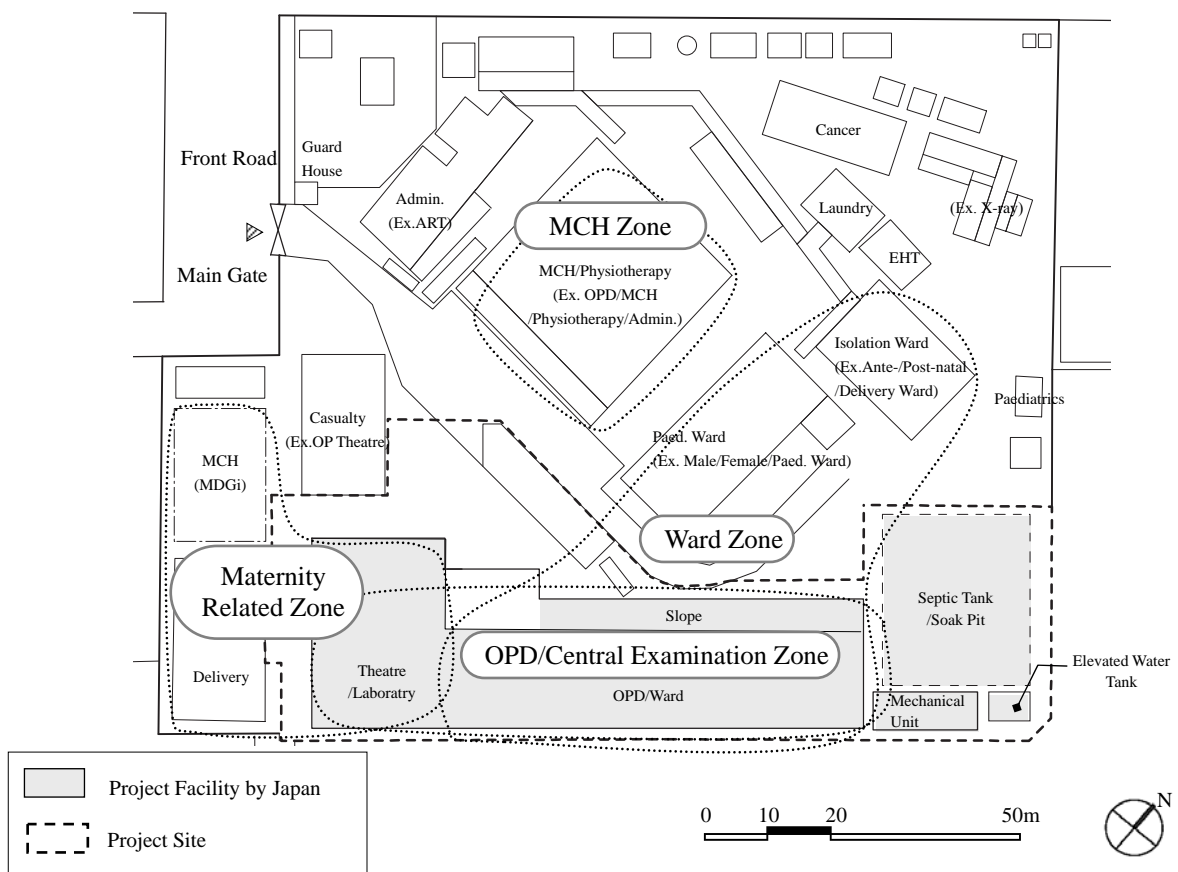 Front Road
Guard
House
Main Gate
Admin.
(Ex.ART)
MCH Zone
MCH/Physiotherapy
(Ex. OPD/MCH
/Physiotherapy/Admin.)
Cancer
Laundry
(Ex. X-ray)
EHT
Isolation Ward
(Ex.Ante-/Post-natal
/Delivery Ward)
Paediatrics
Casualty
(Ex.OP Theatre)
MCH
(MDGi)
Paed. Ward
(Ex. Male/Female/Paed. Ward)
Ward Zone
Maternity
Related Zone
Septic Tank
/Soak Pit
Slope
OPD/Central Examination Zone
Elevated Water
Tank
Delivery
Theatre
/Laboratry
OPD/Ward
Mechanical
Unit
Project Facility by Japan
Project Site
0 10 20 50m
N